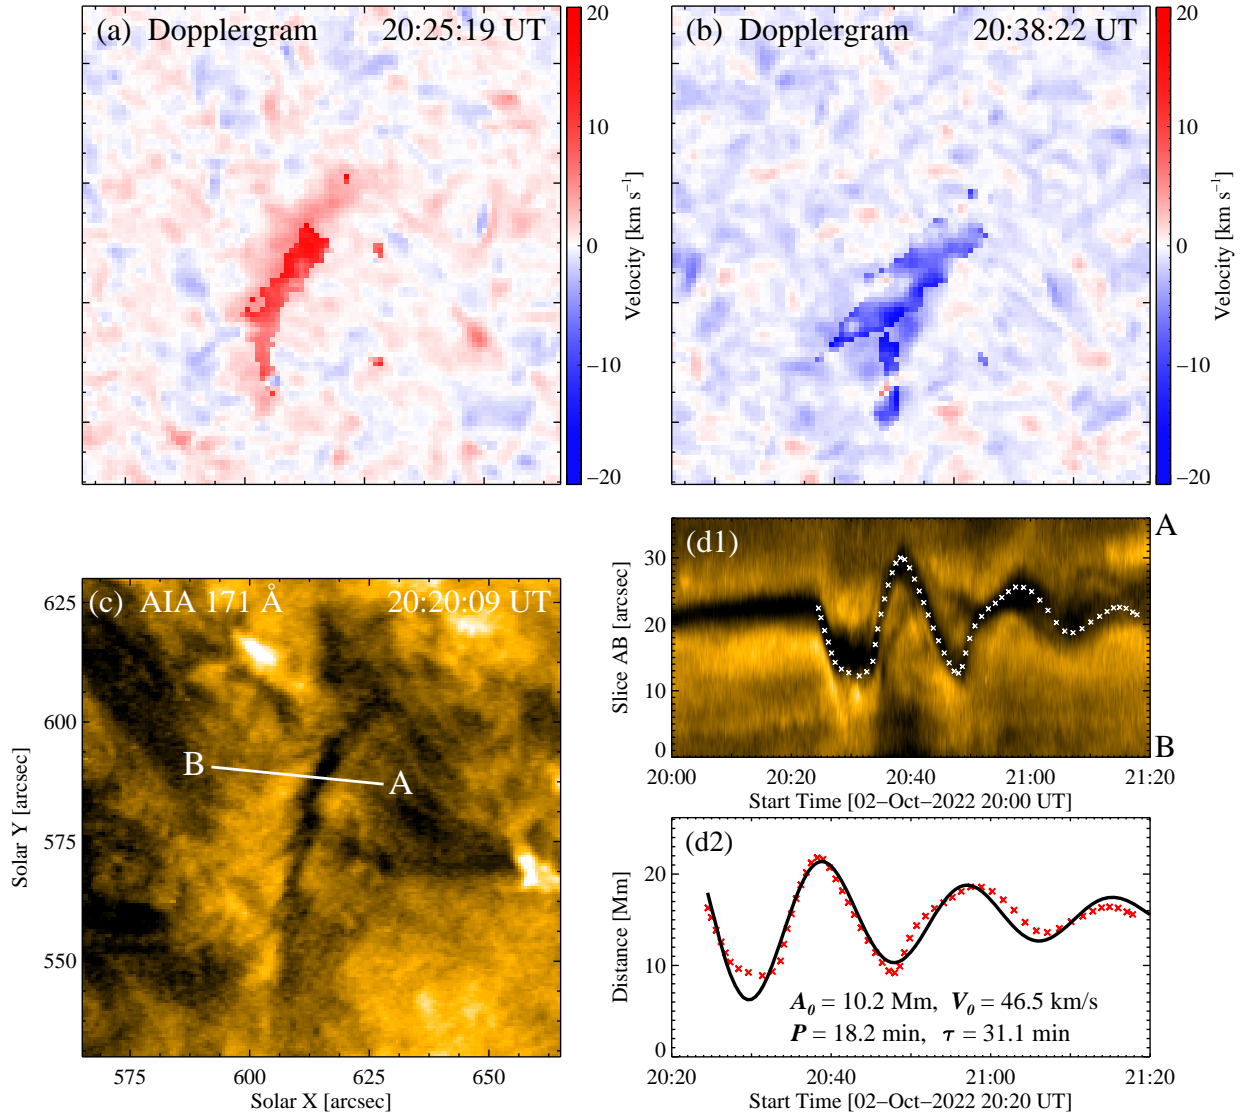 (a) Dopplergram 20:25:19 UT
20
10
0
−10
−20
Velocity [km s⁻¹]
(b) Dopplergram 20:38:22 UT
20
10
0
−10
−20
Velocity [km s⁻¹]
(c) AIA 171 Å 20:20:09 UT
B
A
625
600
575
550
Solar Y [arcsec]
575 600 625 650
Solar X [arcsec]
(d1)
A
B
30
20
10
0
Slice AB [arcsec]
20:00 20:20 20:40 21:00 21:20
Start Time [02−Oct−2022 20:00 UT]
(d2)
20
10
0
Distance [Mm]
A₀ = 10.2 Mm, V₀ = 46.5 km/s
P = 18.2 min, τ = 31.1 min
20:20 20:40 21:00 21:20
Start Time [02−Oct−2022 20:20 UT]